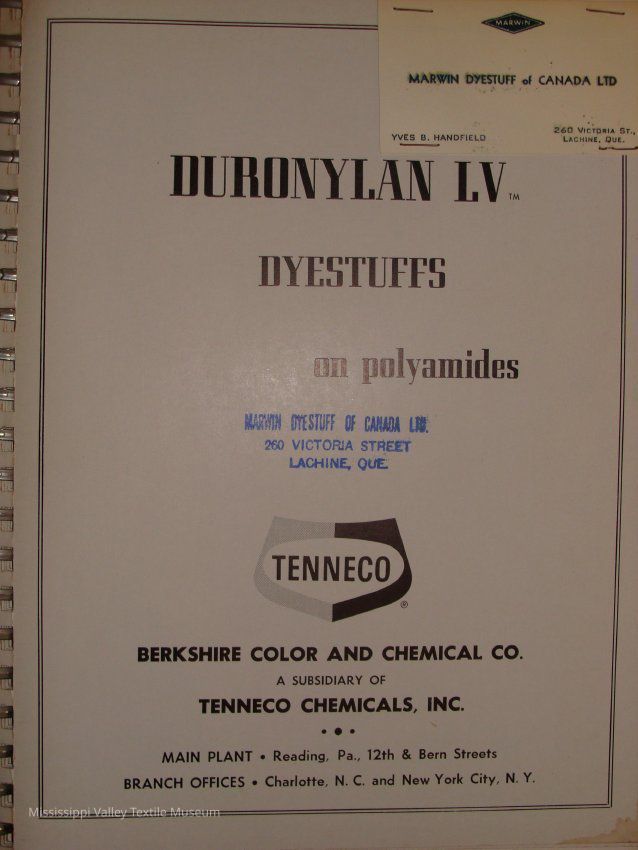 MARWIN
MARWIN DYESTUFF of CANADA LTD
YVES B. HANDFIELD
260 VICTORIA ST.,
LACHINE, QUE.
DURONYLAN LV TM
DYESTUFFS
on polyamides
MARWIN DYESTUFF OF CANADA LTD.
260 VICTORIA STREET
LACHINE, QUE.
TENNECO ®
BERKSHIRE COLOR AND CHEMICAL CO.
A SUBSIDIARY OF
TENNECO CHEMICALS, INC.
MAIN PLANT • Reading, Pa., 12th & Bern Streets
BRANCH OFFICES • Charlotte, N. C. and New York City, N. Y.
Mississippi Valley Textile Museum